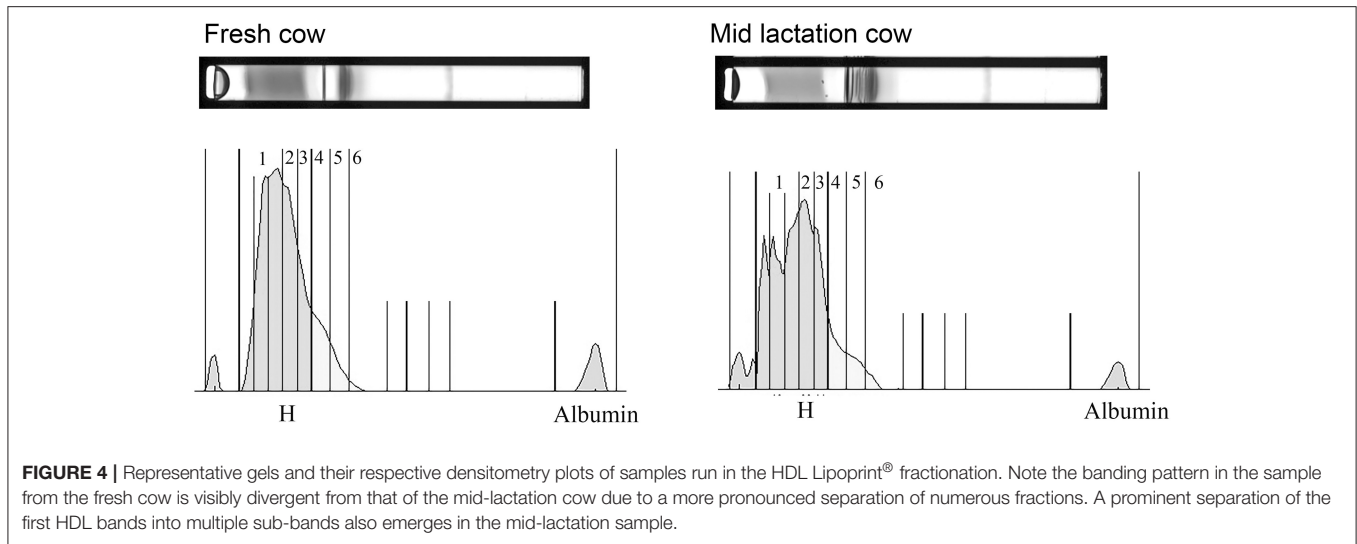 Fresh cow
Mid lactation cow
1 2 3 4 5 6
1 2 3 4 5 6
H
Albumin
H
Albumin
FIGURE 4 | Representative gels and their respective densitometry plots of samples run in the HDL Lipoprint® fractionation. Note the banding pattern in the sample
from the fresh cow is visibly divergent from that of the mid-lactation cow due to a more pronounced separation of numerous fractions. A prominent separation of the
first HDL bands into multiple sub-bands also emerges in the mid-lactation sample.